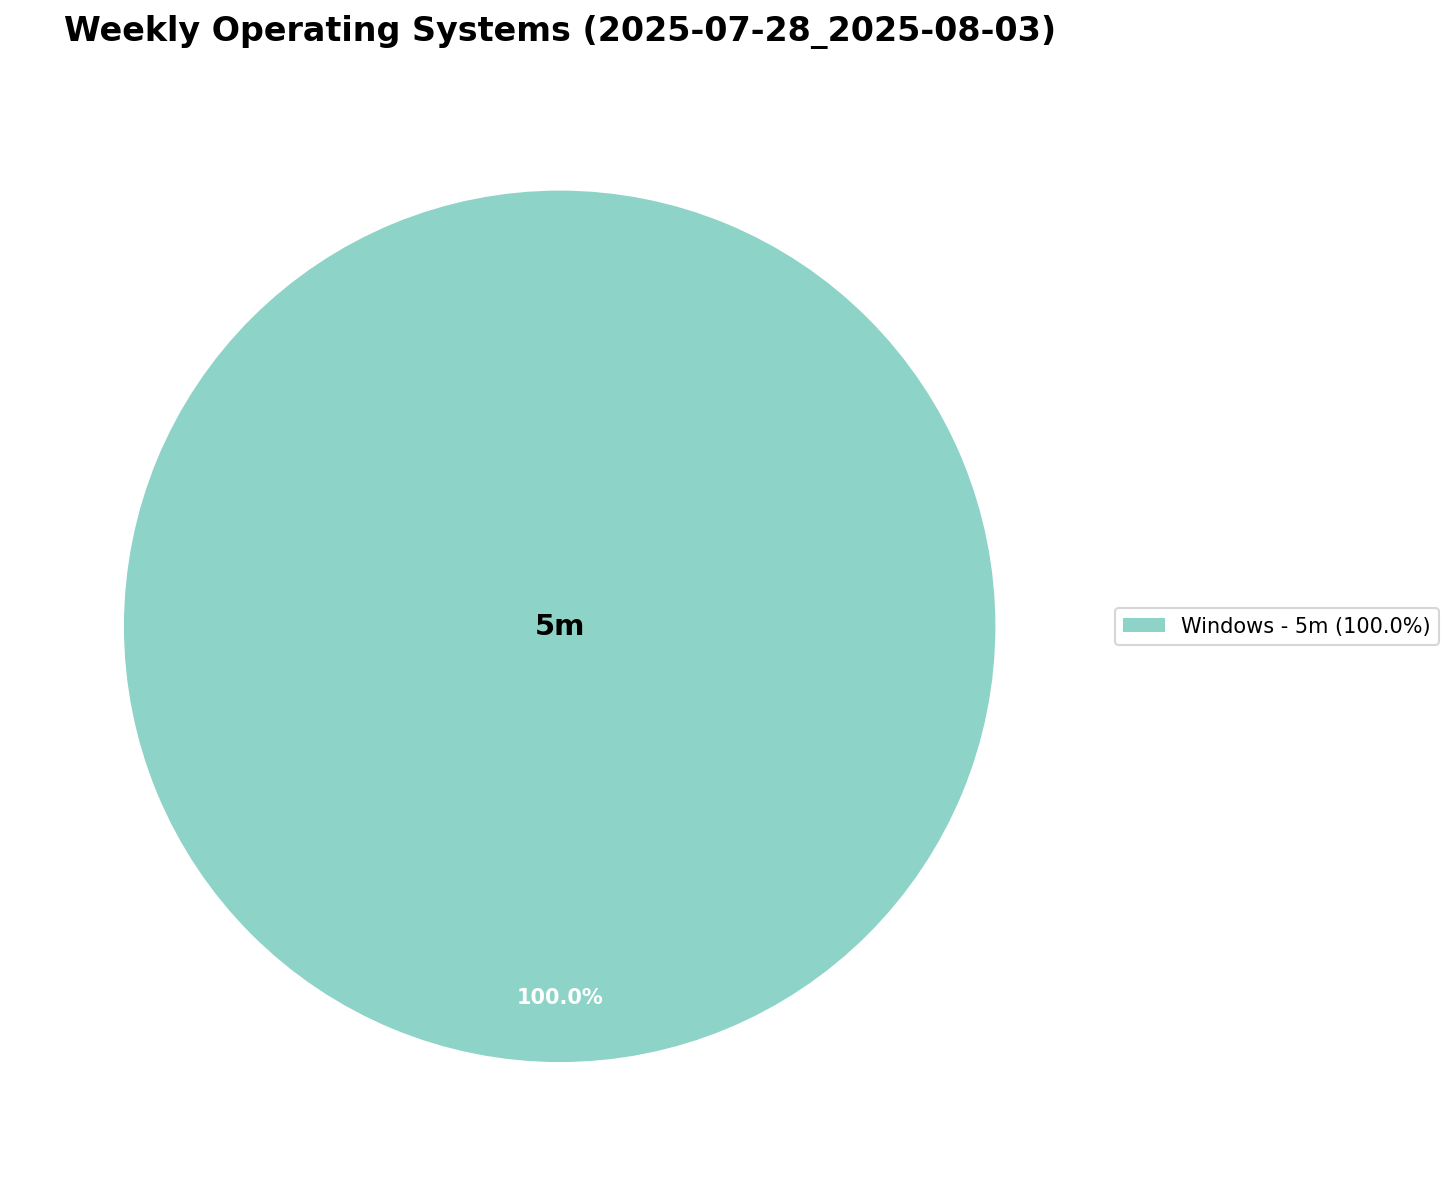 Weekly Operating Systems (2025-07-28_2025-08-03)
5m
Windows - 5m (100.0%)
100.0%